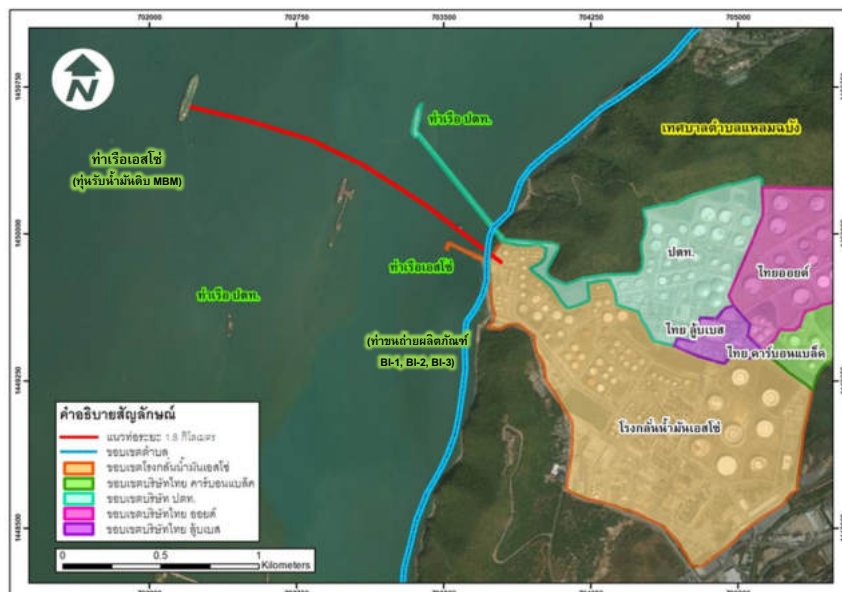 702000 702750 703500 704250 705000
1450750
N
ท่าเรือ ปตท.
เทศบาลตำบลแหลมฉบัง
ท่าเรือเอสโซ่
(ทุ่นรับน้ำมันดิบ MBM)
1450000
ปตท.
ไทยออยด์
ท่าเรือเอสโซ่
ท่าเรือ ปตท.
ไทย ลู้บเบส
(ท่าขนถ่ายผลิตภัณฑ์
BI-1, BI-2, BI-3)
ไทย คาร์บอนแบล็ค
1449250
โรงกลั่นน้ำมันเอสโซ่
คำอธิบายสัญลักษณ์
แนวท่อระยะ 1.8 กิโลเมตร
ขอบเขตตำบล
ขอบเขตโรงกลั่นน้ำมันเอสโซ่
ขอบเขตบริษัทไทย คาร์บอนแบล็ค
ขอบเขตบริษัท ปตท.
ขอบเขตบริษัทไทย ออยด์
ขอบเขตบริษัทไทย ลู้บเบส
1448500
0 0.5 1
Kilometers